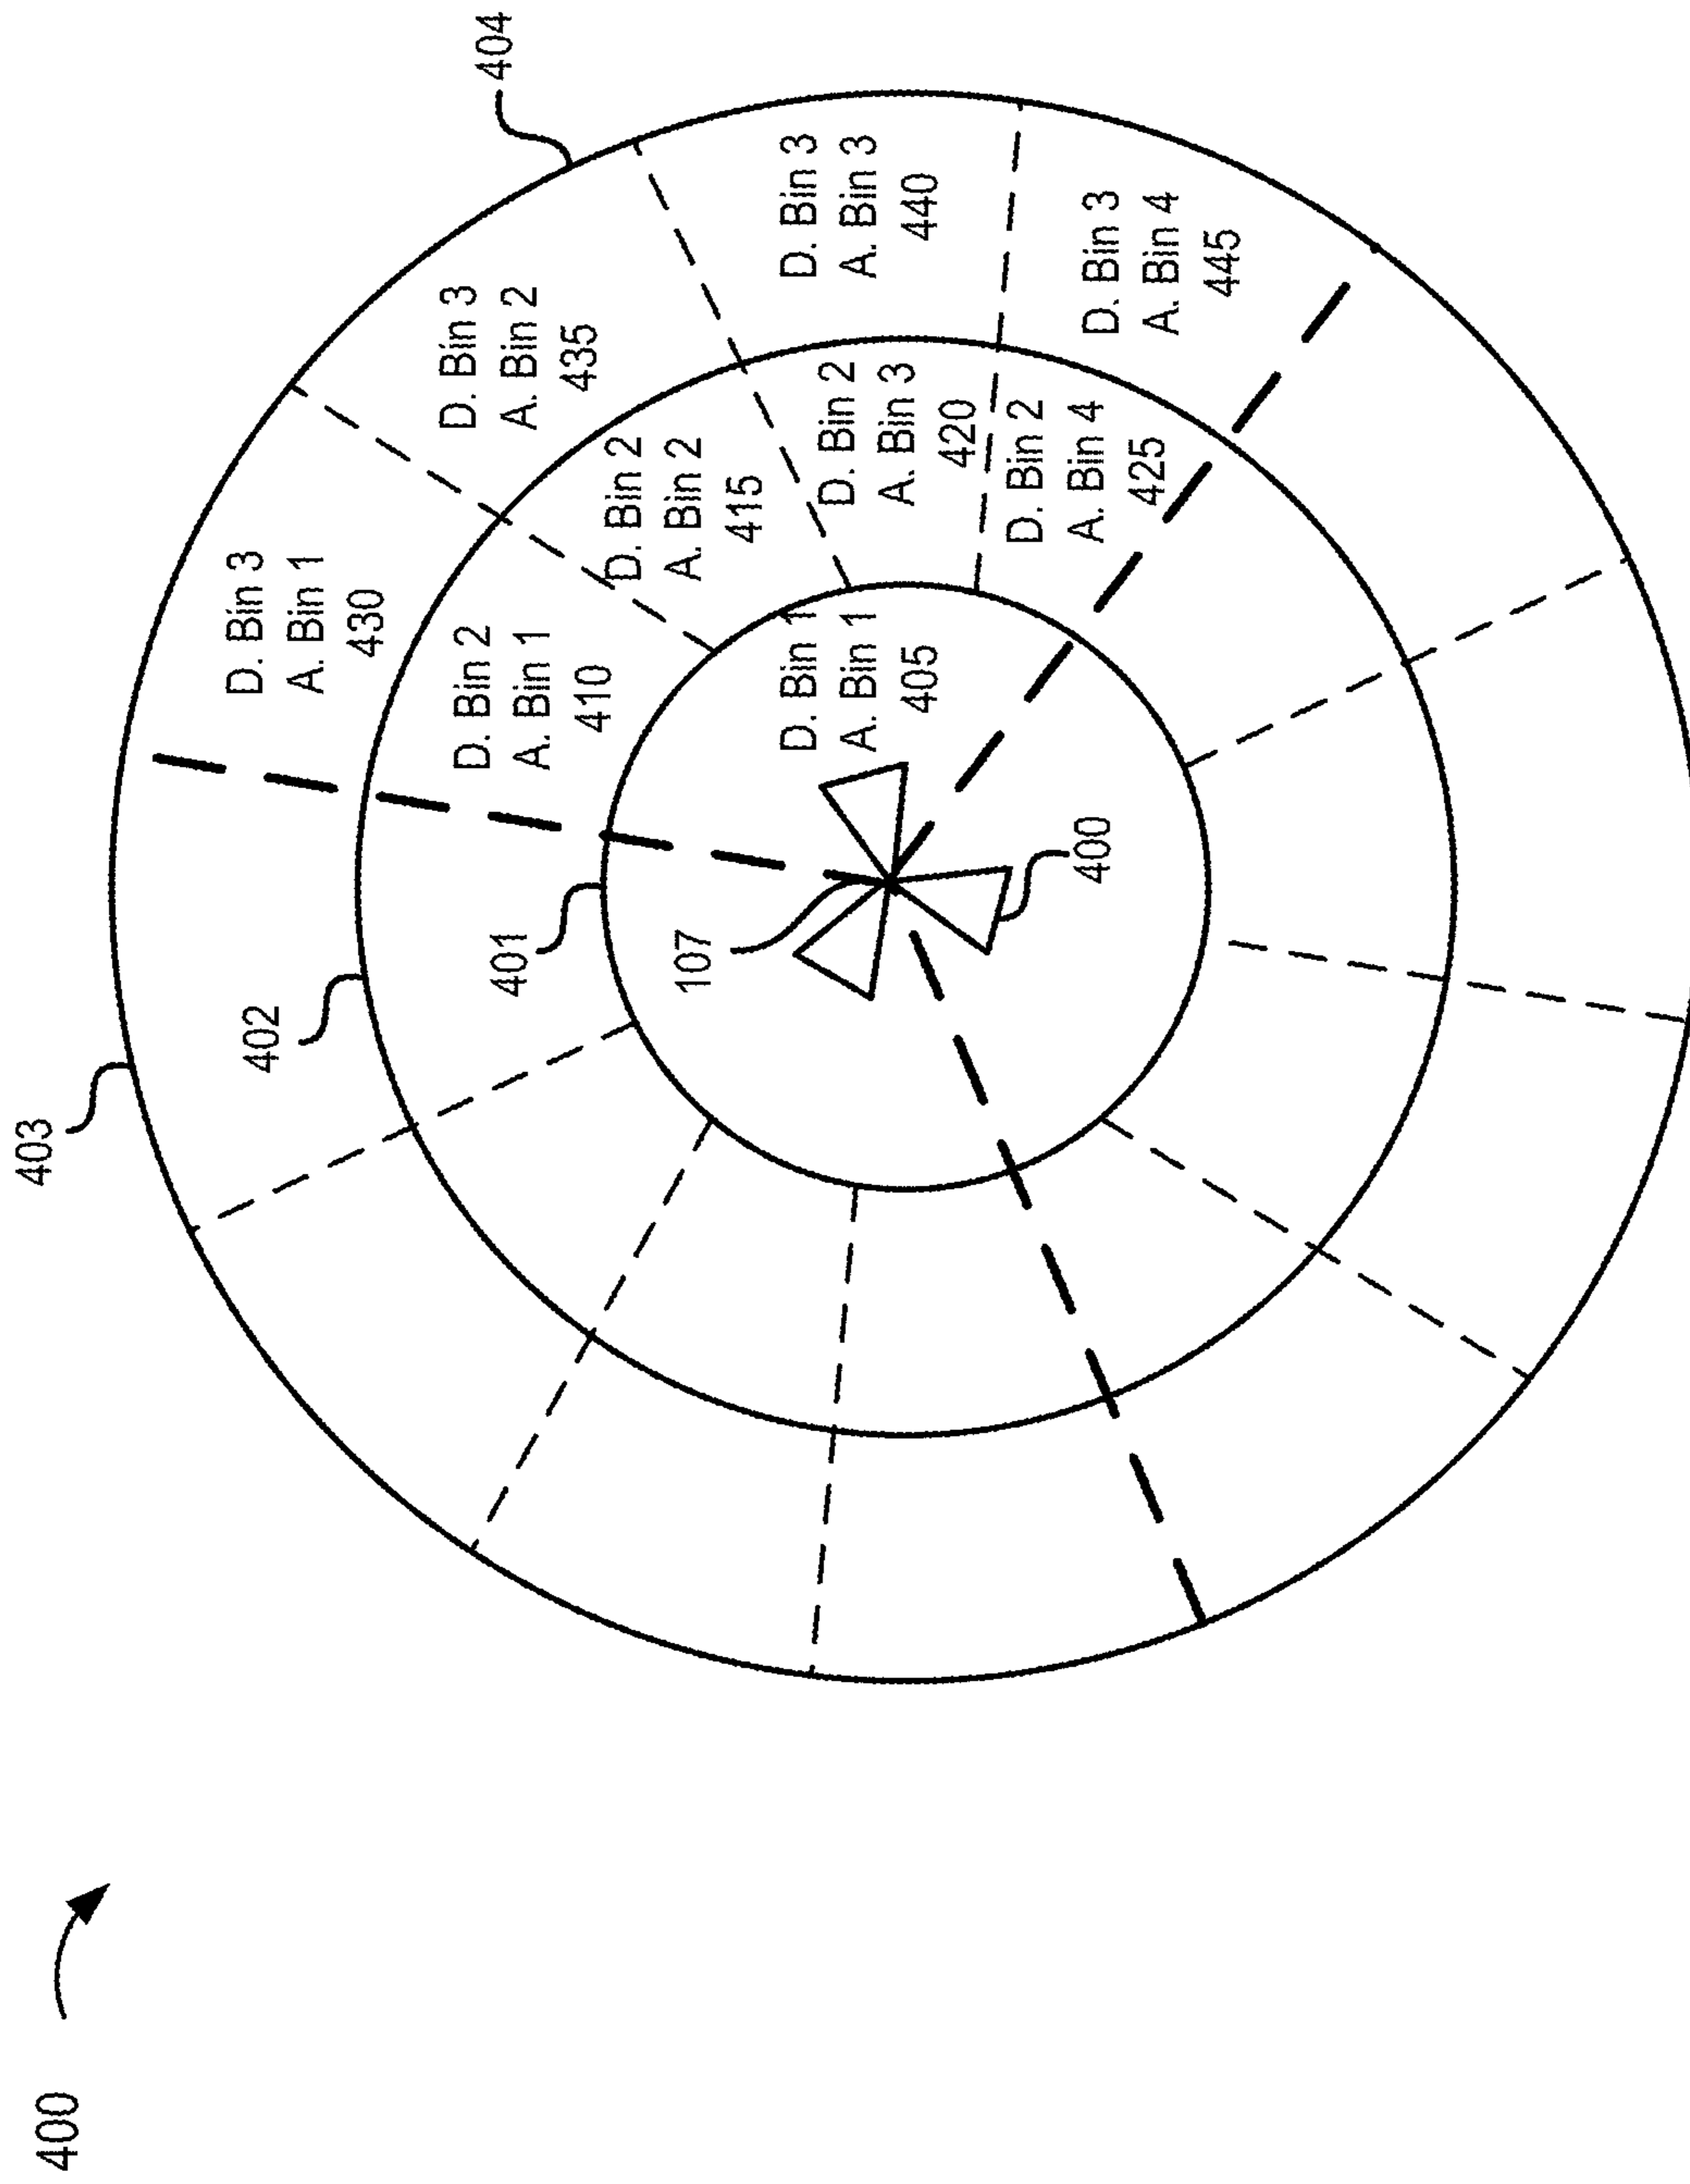 400
403
402
401
404
107
400
D. Bin 3
A. Bin 1
430
D. Bin 2
A. Bin 1
410
D. Bin 3
A. Bin 2
435
D. Bin 2
A. Bin 2
415
D. Bin 1
A. Bin 1
405
D. Bin 2
A. Bin 3
420
D. Bin 3
A. Bin 3
440
D. Bin 2
A. Bin 4
425
D. Bin 3
A. Bin 4
445